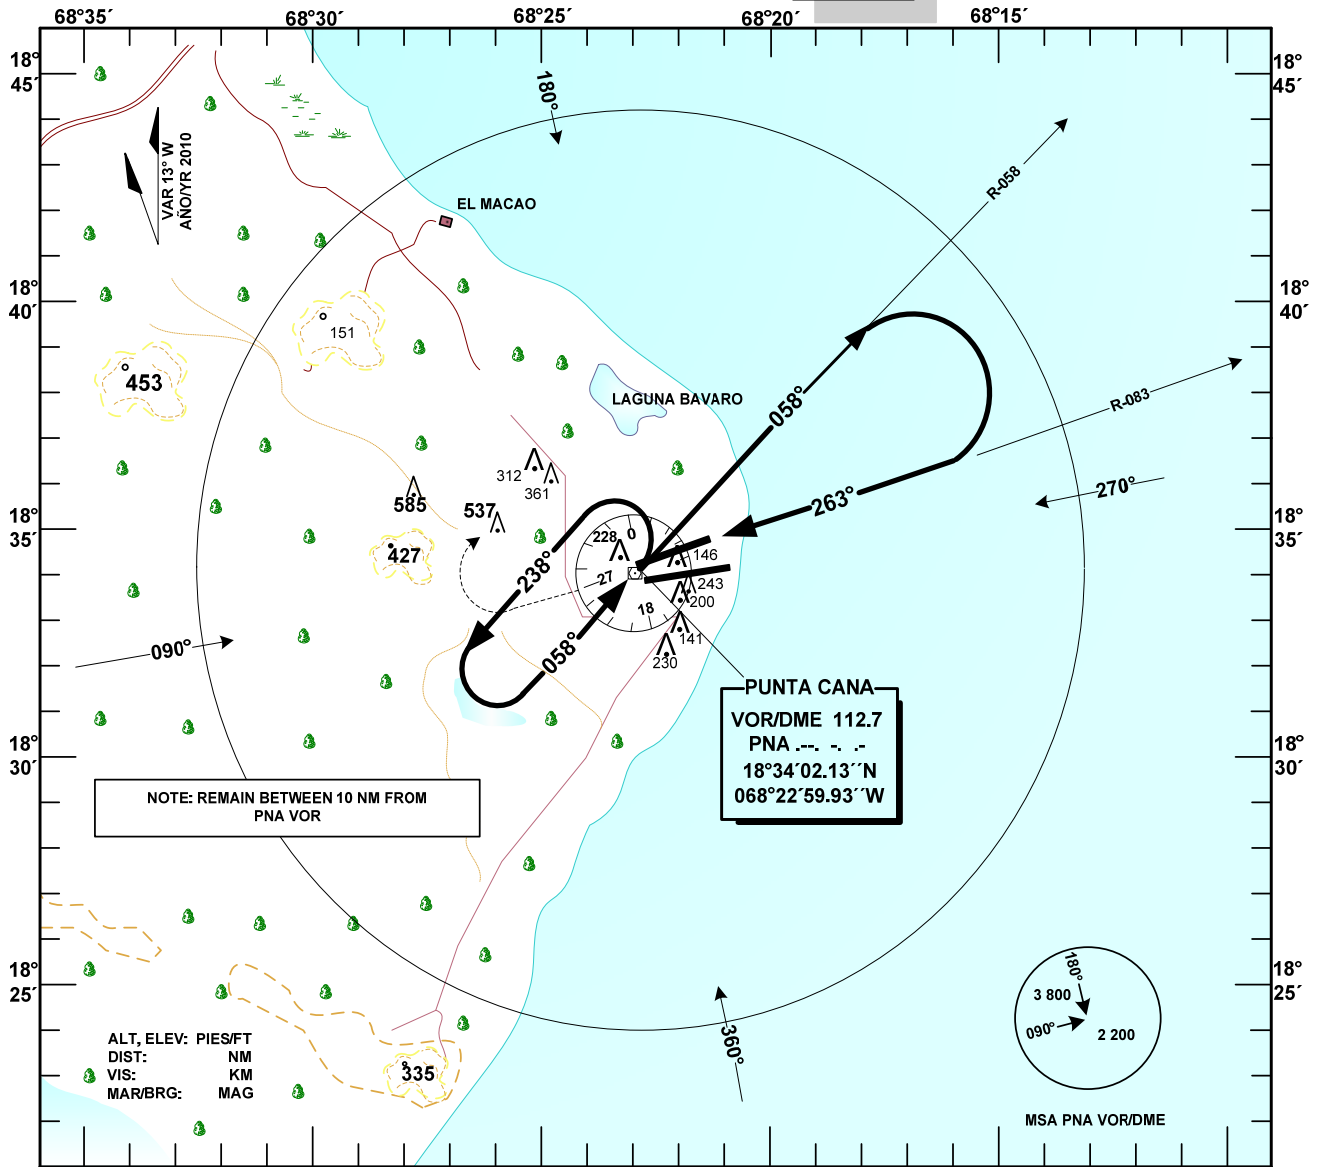 68°35′ 68°30′ 68°25′ 68°20′ 68°15′
18° 45′
18° 45′
180°
VAR 13° W
AÑO/YR 2010
R-058
EL MACAO
18° 40′
18° 40′
151
453
LAGUNA BAVARO
058°
R-083
312
361
585
537
263°
270°
18° 35′
18° 35′
228
0
427
146
27
238°
243
200
18
141
230
090°
058°
PUNTA CANA
VOR/DME 112.7
PNA .--. -. .-
18°34′02.13′′N
068°22′59.93′′W
18° 30′
18° 30′
NOTE: REMAIN BETWEEN 10 NM FROM
PNA VOR
18° 25′
18° 25′
180°
3 800
090°
2 200
360°
ALT, ELEV: PIES/FT
DIST: NM
VIS: KM
MAR/BRG: MAG
335
MSA PNA VOR/DME